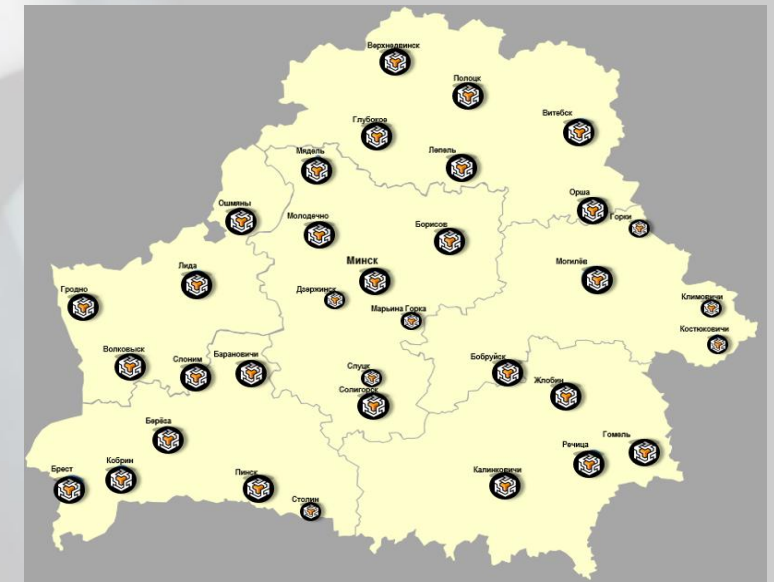 Верхнедвинск
Полоцк
Витебск
Глубокое
Мядель
Лепель
Орша
Ошмяны
Молодечно
Борисов
Горки
Минск
Могилёв
Лида
Гродно
Дзержинск
Климовичи
Марьина Горка
Костюковичи
Волковыск
Слоним
Барановичи
Бобруйск
Слуцк
Солигорск
Жлобин
Берёса
Гомель
Речица
Брест
Кобрин
Пинск
Калинковичи
Столин